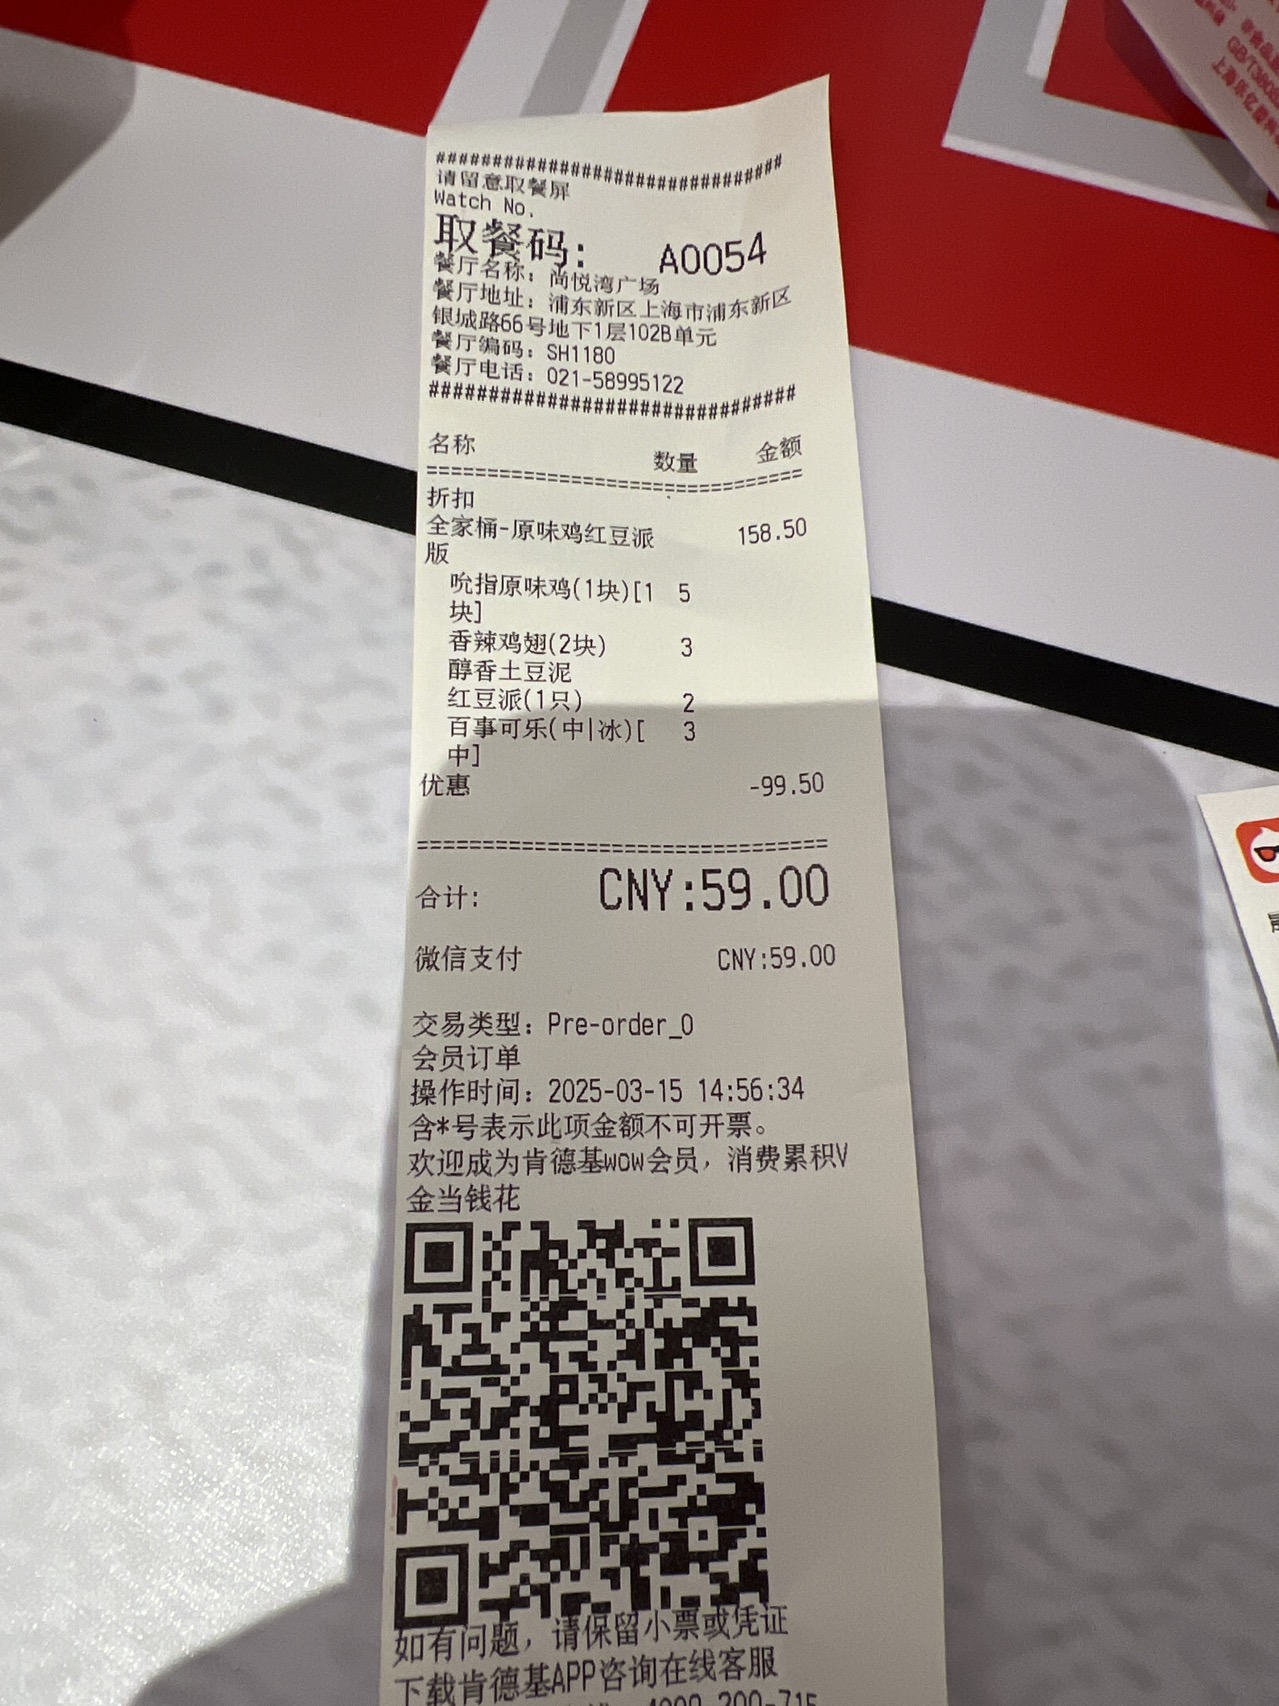 ##############################
请留意取餐屏
Watch No.
取餐码： A0054
餐厅名称：尚悦湾广场
餐厅地址：浦东新区上海市浦东新区
银城路66号地下1层102B单元
餐厅编码：SH1180
餐厅电话：021-58995122
##############################
名称 数量 金额
==============================
折扣
全家桶-原味鸡红豆派 158.50
版
吮指原味鸡(1块)[1 5
块]
香辣鸡翅(2块) 3
醇香土豆泥
红豆派(1只) 2
百事可乐(中|冰)[ 3
中]
优惠 -99.50
==============================
合计: CNY:59.00
微信支付 CNY:59.00
交易类型：Pre-order_0
会员订单
操作时间：2025-03-15 14:56:34
含*号表示此项金额不可开票。
欢迎成为肯德基wow会员，消费累积V
金当钱花
如有问题，请保留小票或凭证
下载肯德基APP咨询在线客服
4000-200-715
GB/T380